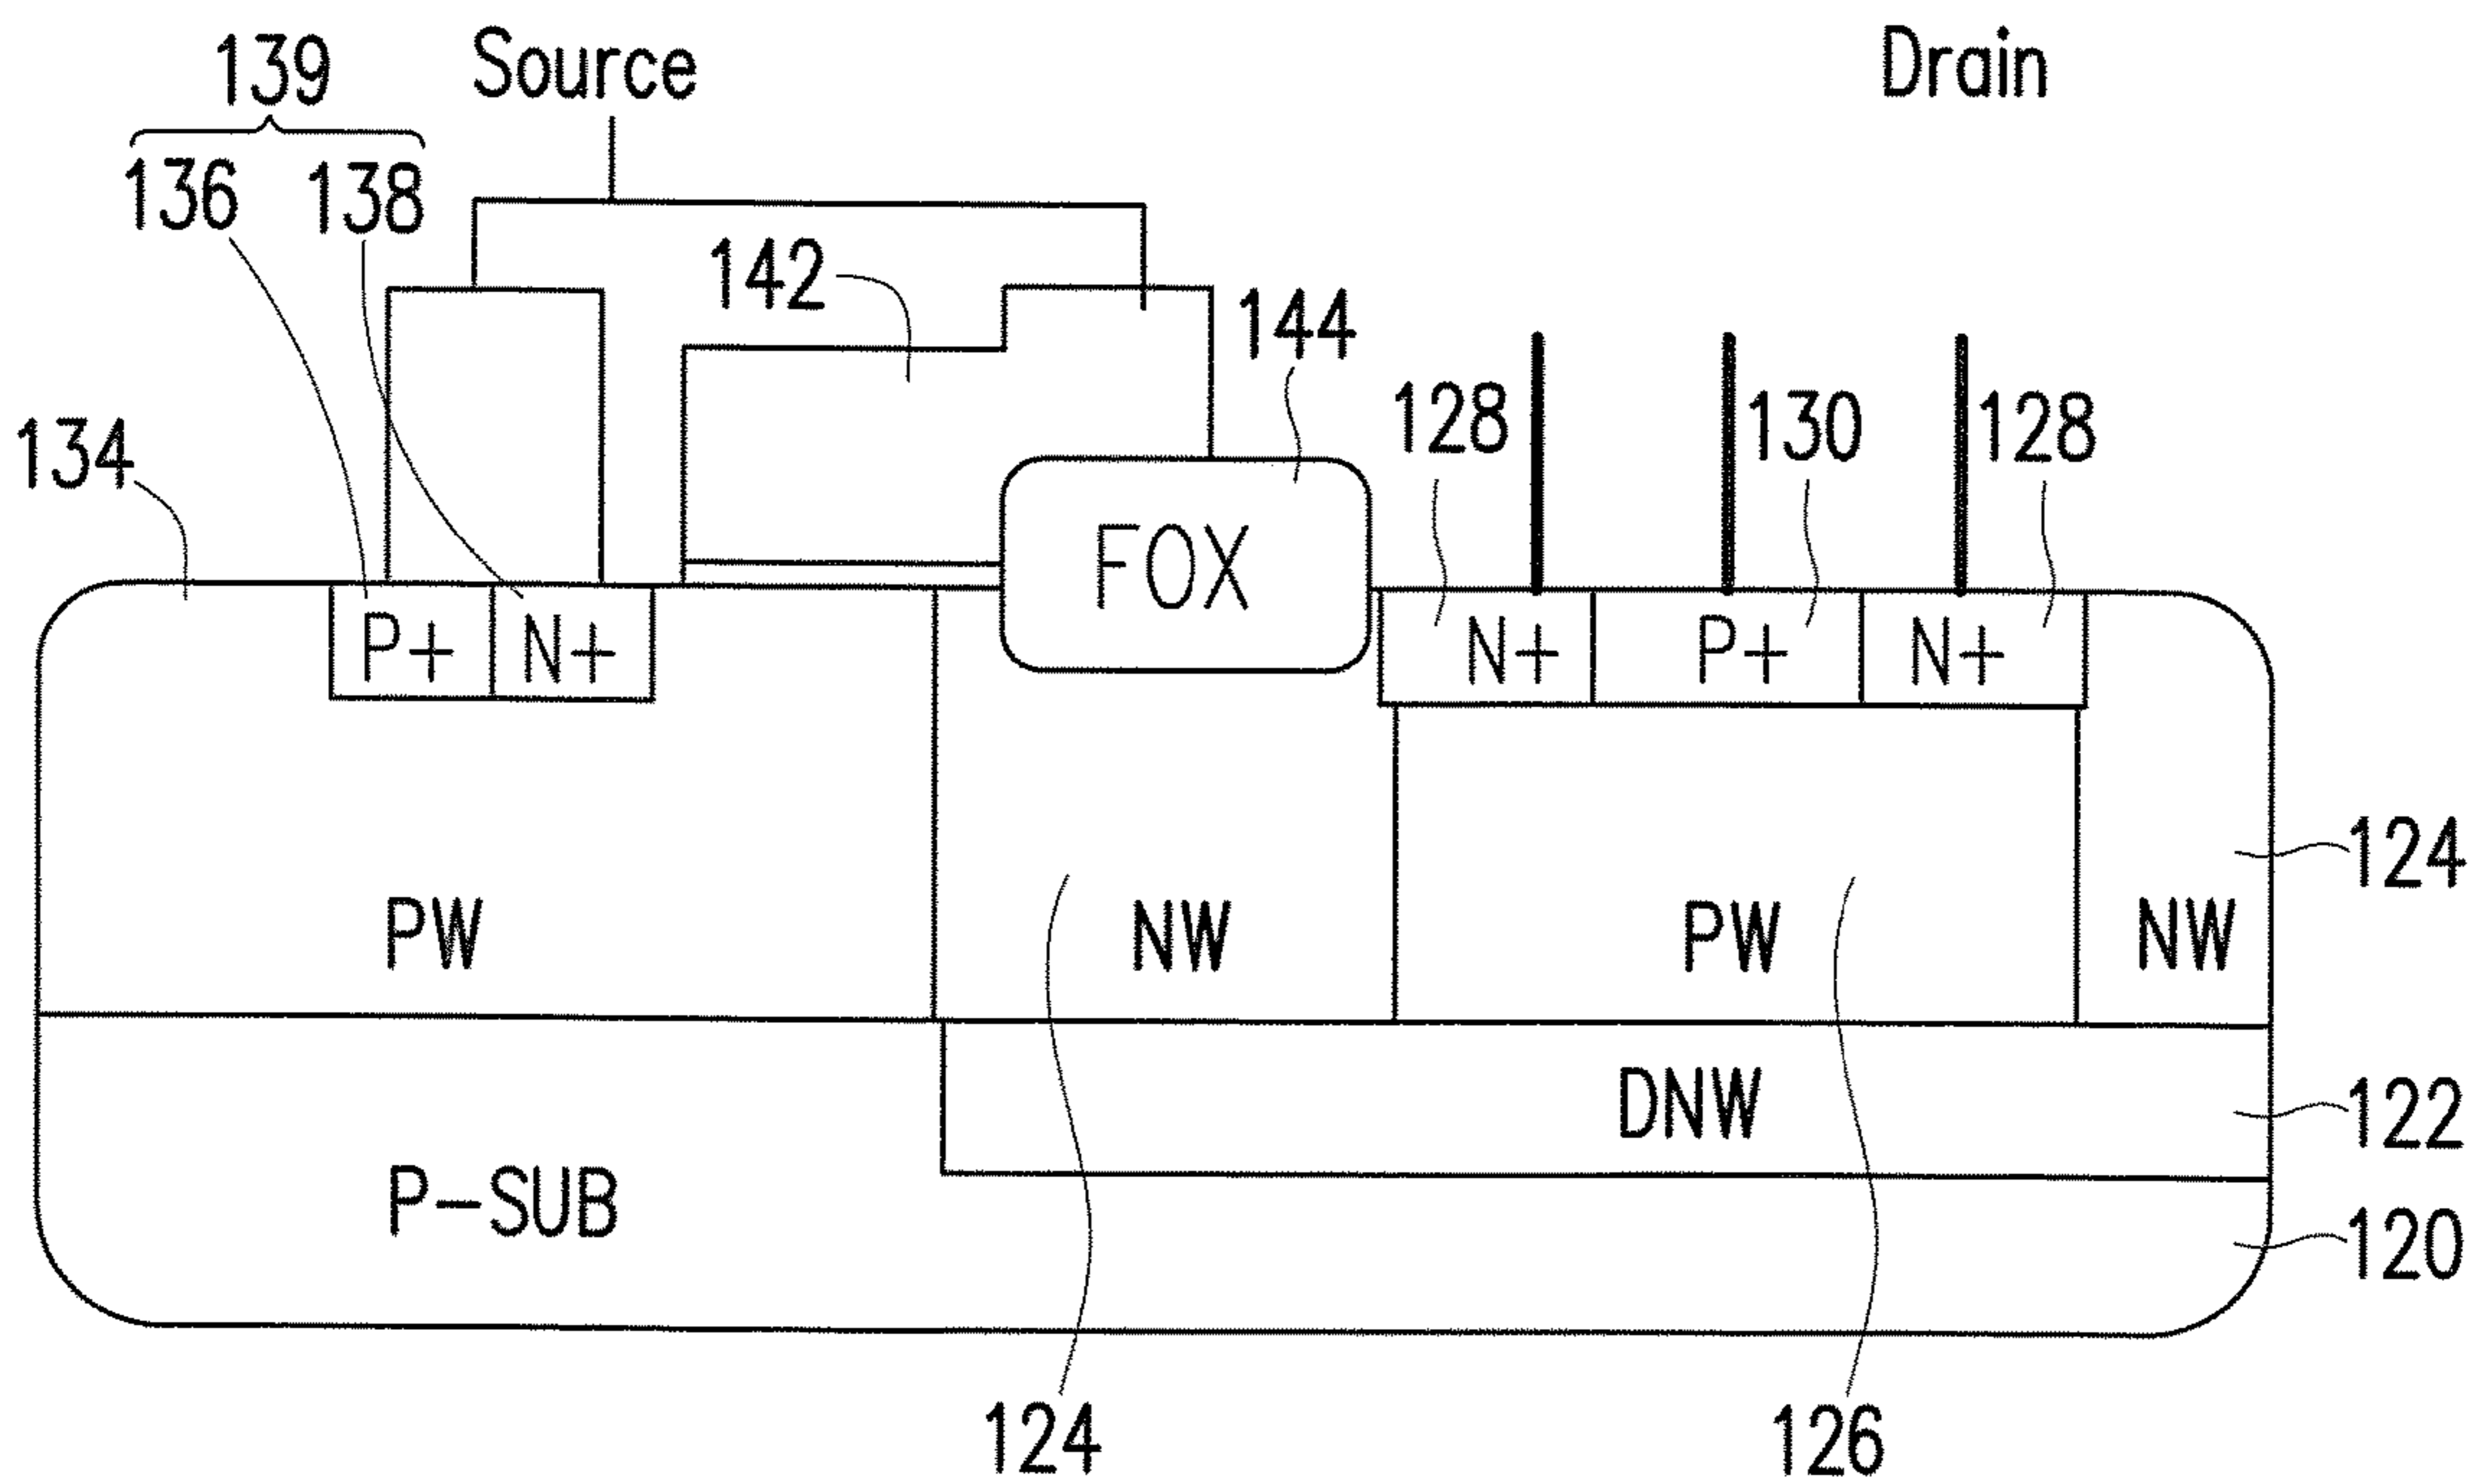 139 Source Drain
136 138
142
144
128 130 128
134
FOX
P+ N+ N+ P+ N+
124
PW NW PW NW
DNW 122
P-SUB 120
124 126